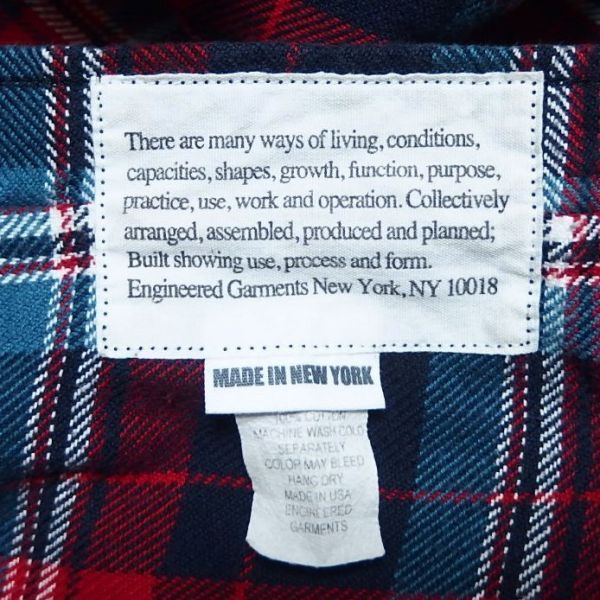 There are many ways of living, conditions,
capacities, shapes, growth, function, purpose,
practice, use, work and operation. Collectively
arranged, assembled, produced and planned;
Built showing use, process and form.
Engineered Garments New York, NY 10018
MADE IN NEW YORK
100% COTTON
MACHINE WASH COLD
SEPARATELY
COLOR MAY BLEED
HANG DRY
MADE IN USA
ENGINEERED
GARMENTS